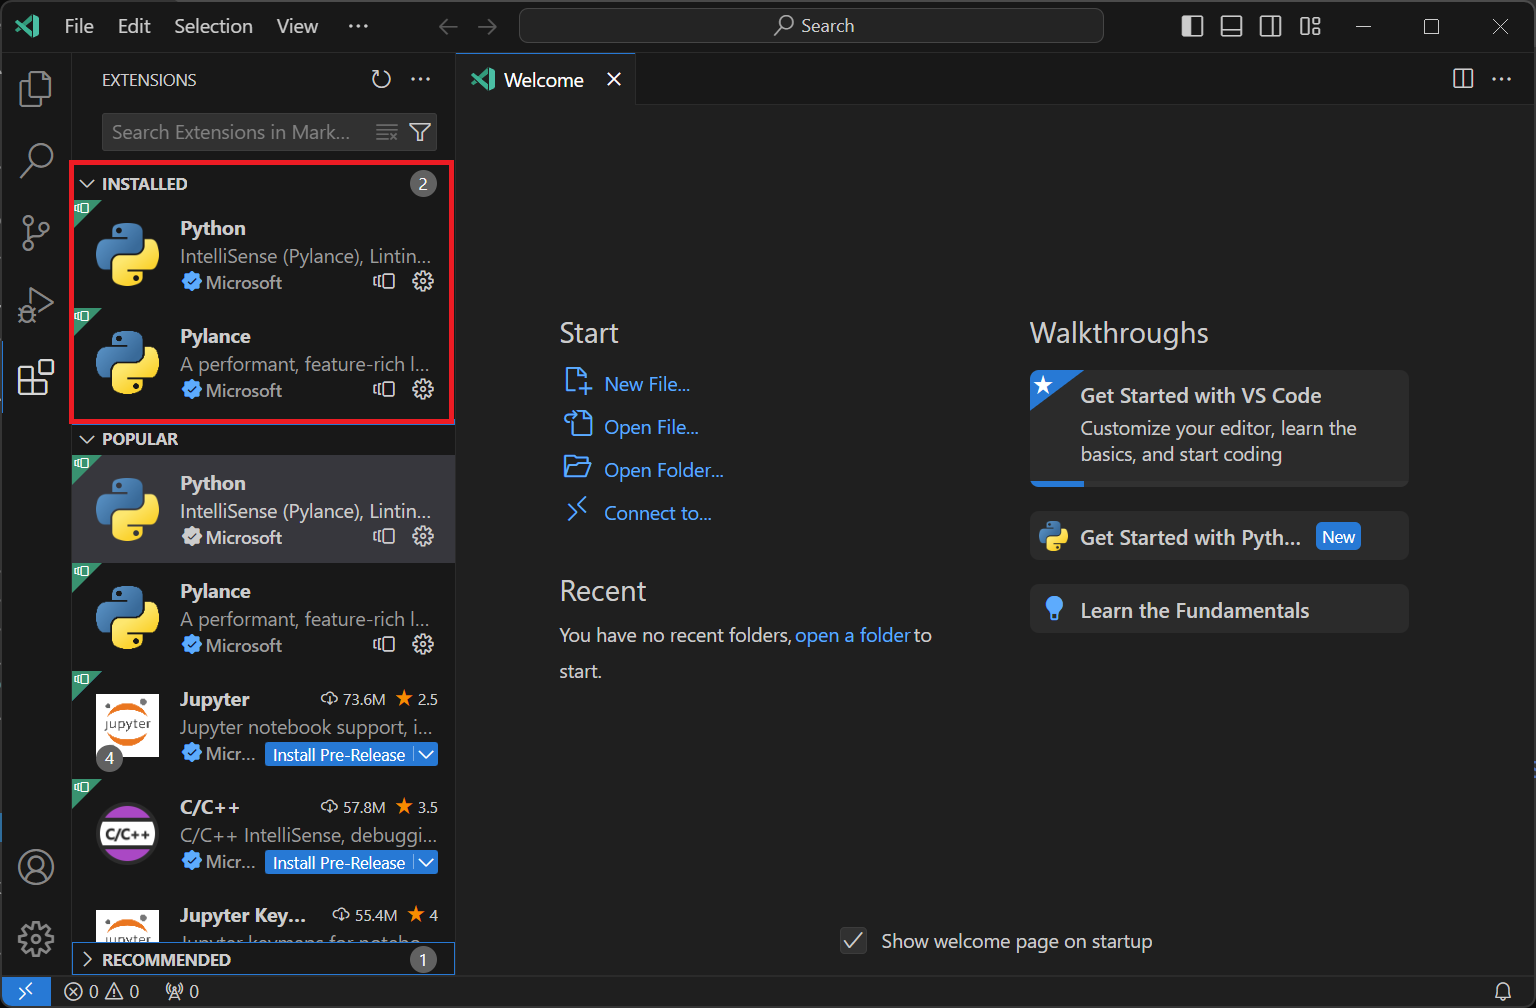 File Edit Selection View ··· Search
EXTENSIONS
Search Extensions in Mark...
INSTALLED 2
Python
IntelliSense (Pylance), Lintin...
Microsoft
Pylance
A performant, feature-rich l...
Microsoft
POPULAR
Python
IntelliSense (Pylance), Lintin...
Microsoft
Pylance
A performant, feature-rich l...
Microsoft
Jupyter 73.6M 2.5
Jupyter notebook support, i...
jupyter
Micr... Install Pre-Release
4
C/C++ 57.8M 3.5
C/C++ IntelliSense, debuggi...
C/C++
Micr... Install Pre-Release
Jupyter Key... 55.4M 4
Jupyter keymaps for notebo...
jupyter
RECOMMENDED 1
Welcome
Start
New File...
Open File...
Open Folder...
Connect to...
Recent
You have no recent folders, open a folder to
start.
Walkthroughs
Get Started with VS Code
Customize your editor, learn the
basics, and start coding
Get Started with Pyth... New
Learn the Fundamentals
Show welcome page on startup
0 0 0